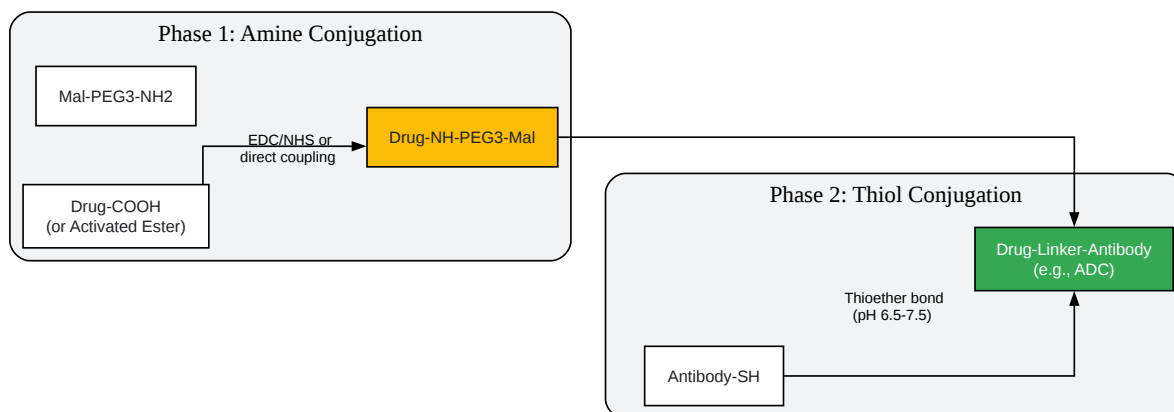 Phase 1: Amine Conjugation
Mal-PEG3-NH2
EDC/NHS or
direct coupling
Drug-NH-PEG3-Mal
Drug-COOH
(or Activated Ester)
Phase 2: Thiol Conjugation
Drug-Linker-Antibody
(e.g., ADC)
Thioether bond
(pH 6.5-7.5)
Antibody-SH